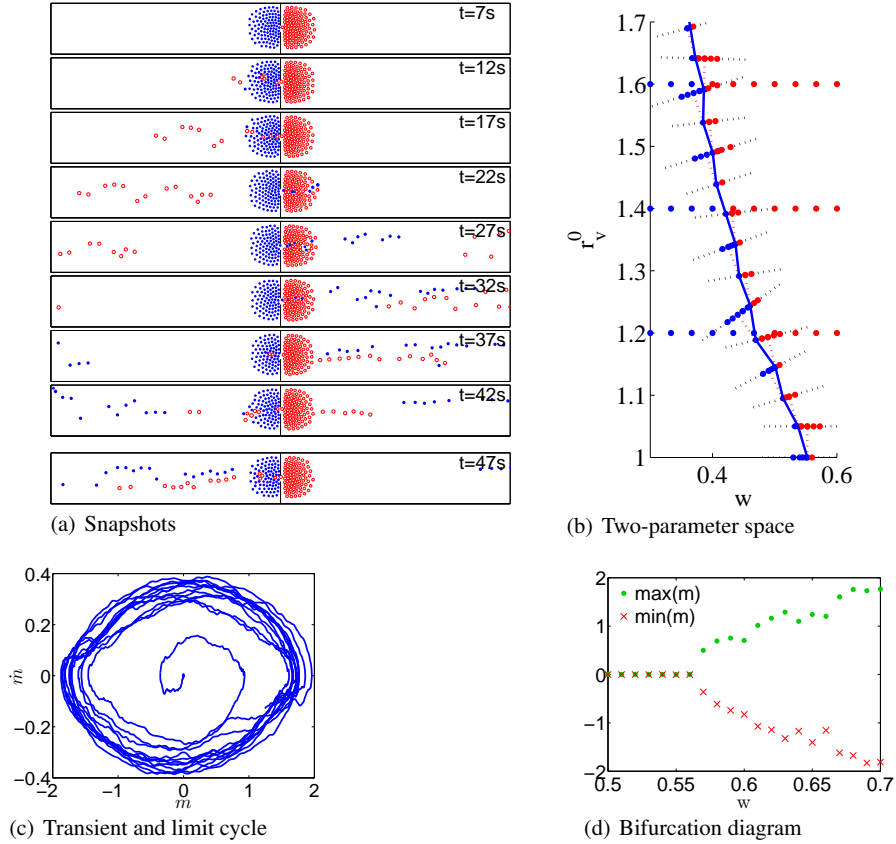 t=7s
t=12s
t=17s
t=22s
t=27s
t=32s
t=37s
t=42s
t=47s
(a) Snapshots
1.7
1.6
1.5
1.4
1.3
1.2
1.1
1
r_v^0
0.4 0.6
w
(b) Two-parameter space
0.4
0.2
0
−0.2
−0.4
ṁ
−2 −1 0 1 2
m
(c) Transient and limit cycle
2
1
0
−1
−2
max(m)
min(m)
0.5 0.55 0.6 0.65 0.7
w
(d) Bifurcation diagram